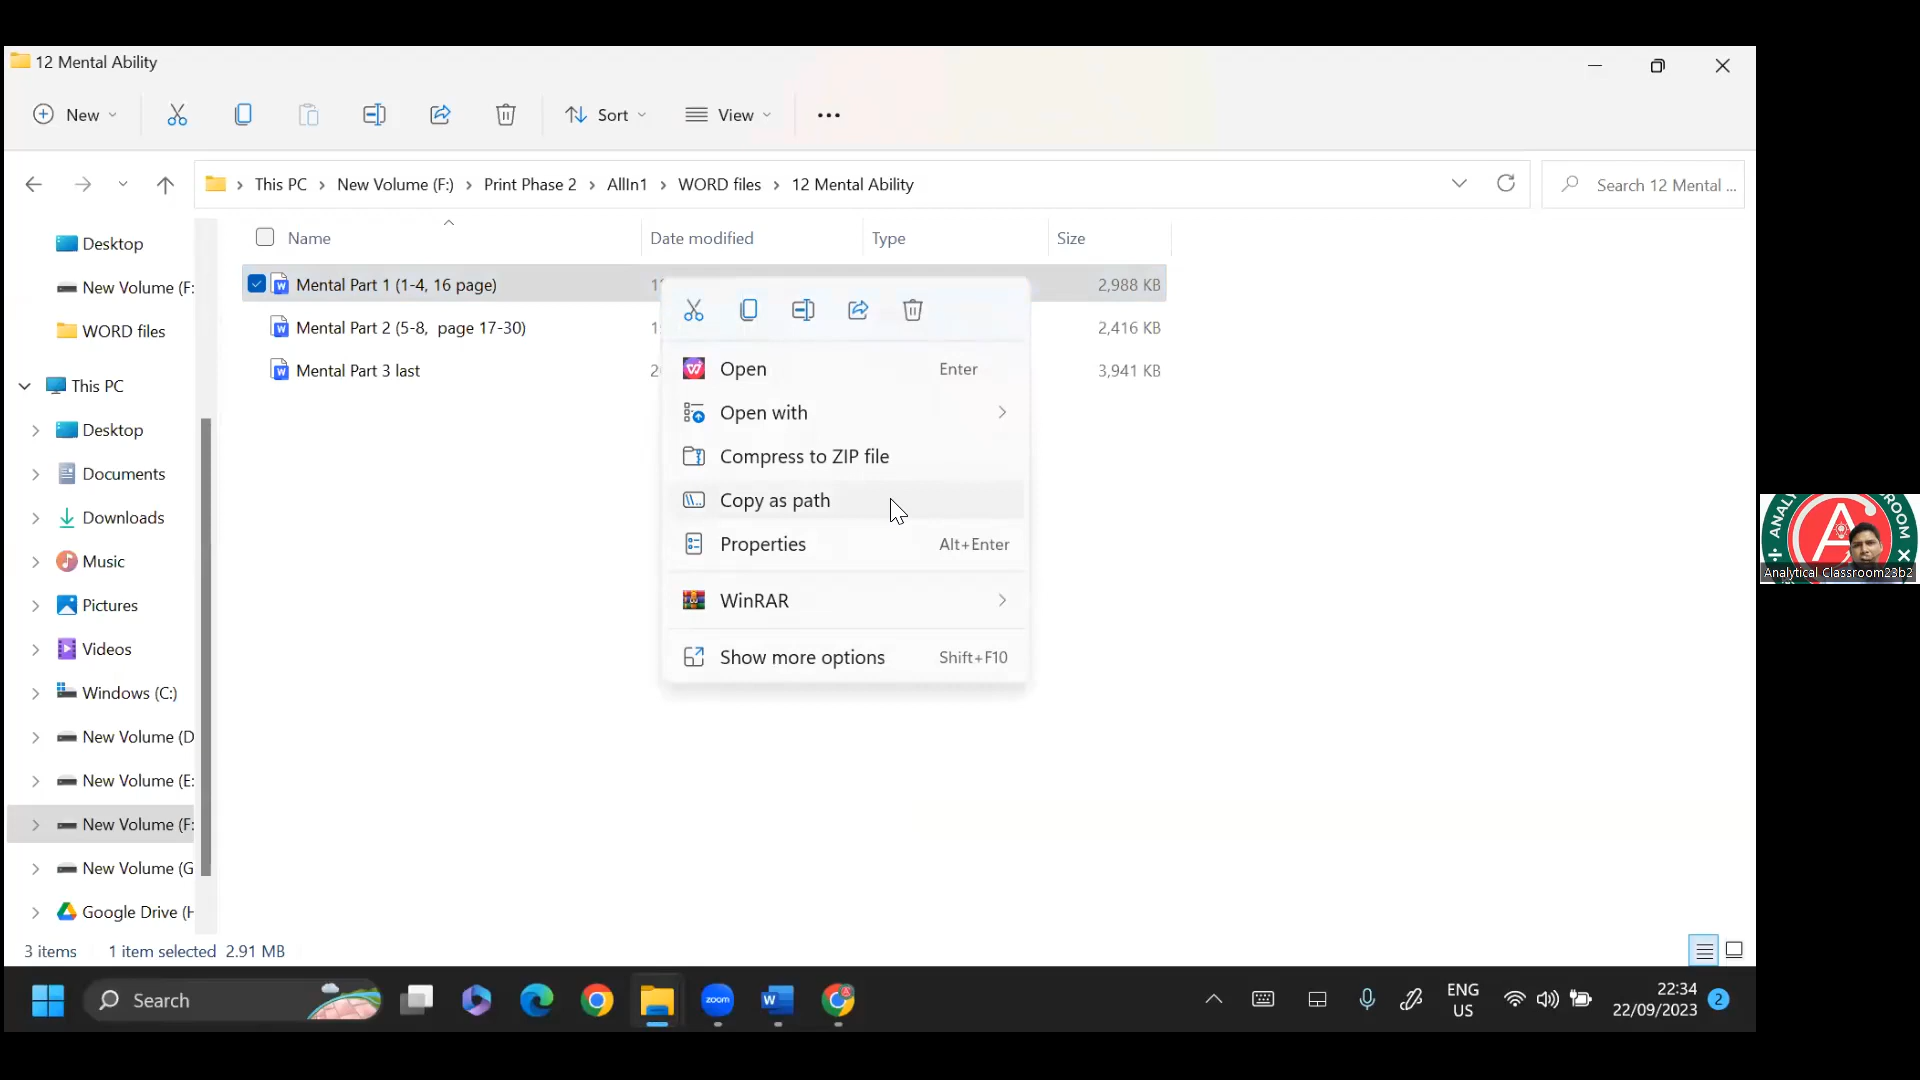 12 Mental Ability
New
Sort
View
This PC
New Volume (F:)
Print Phase 2
AllIn1
WORD files
12 Mental Ability
Search 12 Mental ...
Name
Date modified
Type
Size
Mental Part 1 (1-4, 16 page)
2,988 KB
Mental Part 2 (5-8, page 17-30)
2,416 KB
Mental Part 3 last
3,941 KB
Desktop
New Volume (F:
WORD files
This PC
Desktop
Documents
Downloads
Music
Pictures
Videos
Windows (C:)
New Volume (D
New Volume (E:
New Volume (F:
New Volume (G
Google Drive (H
Open Enter
Open with
Compress to ZIP file
Copy as path
Properties Alt+Enter
WinRAR
Show more options Shift+F10
3 items 1 item selected 2.91 MB
Search
zoom
ENG
US
22:34
22/09/2023
2
Analytical Classroom23b2